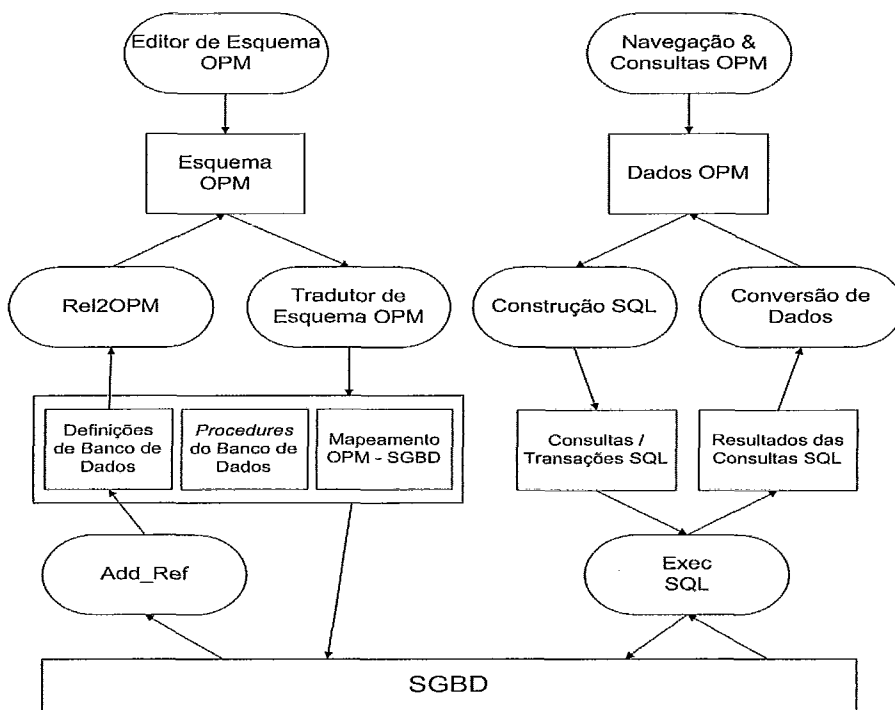 Editor de Esquema
OPM
Navegação &
Consultas OPM
Esquema
OPM
Dados OPM
Rel2OPM
Tradutor de
Esquema OPM
Construção SQL
Conversão de
Dados
Definições
de Banco de
Dados
Procedures
do Banco de
Dados
Mapeamento
OPM - SGBD
Consultas /
Transações SQL
Resultados das
Consultas SQL
Add_Ref
Exec
SQL
SGBD